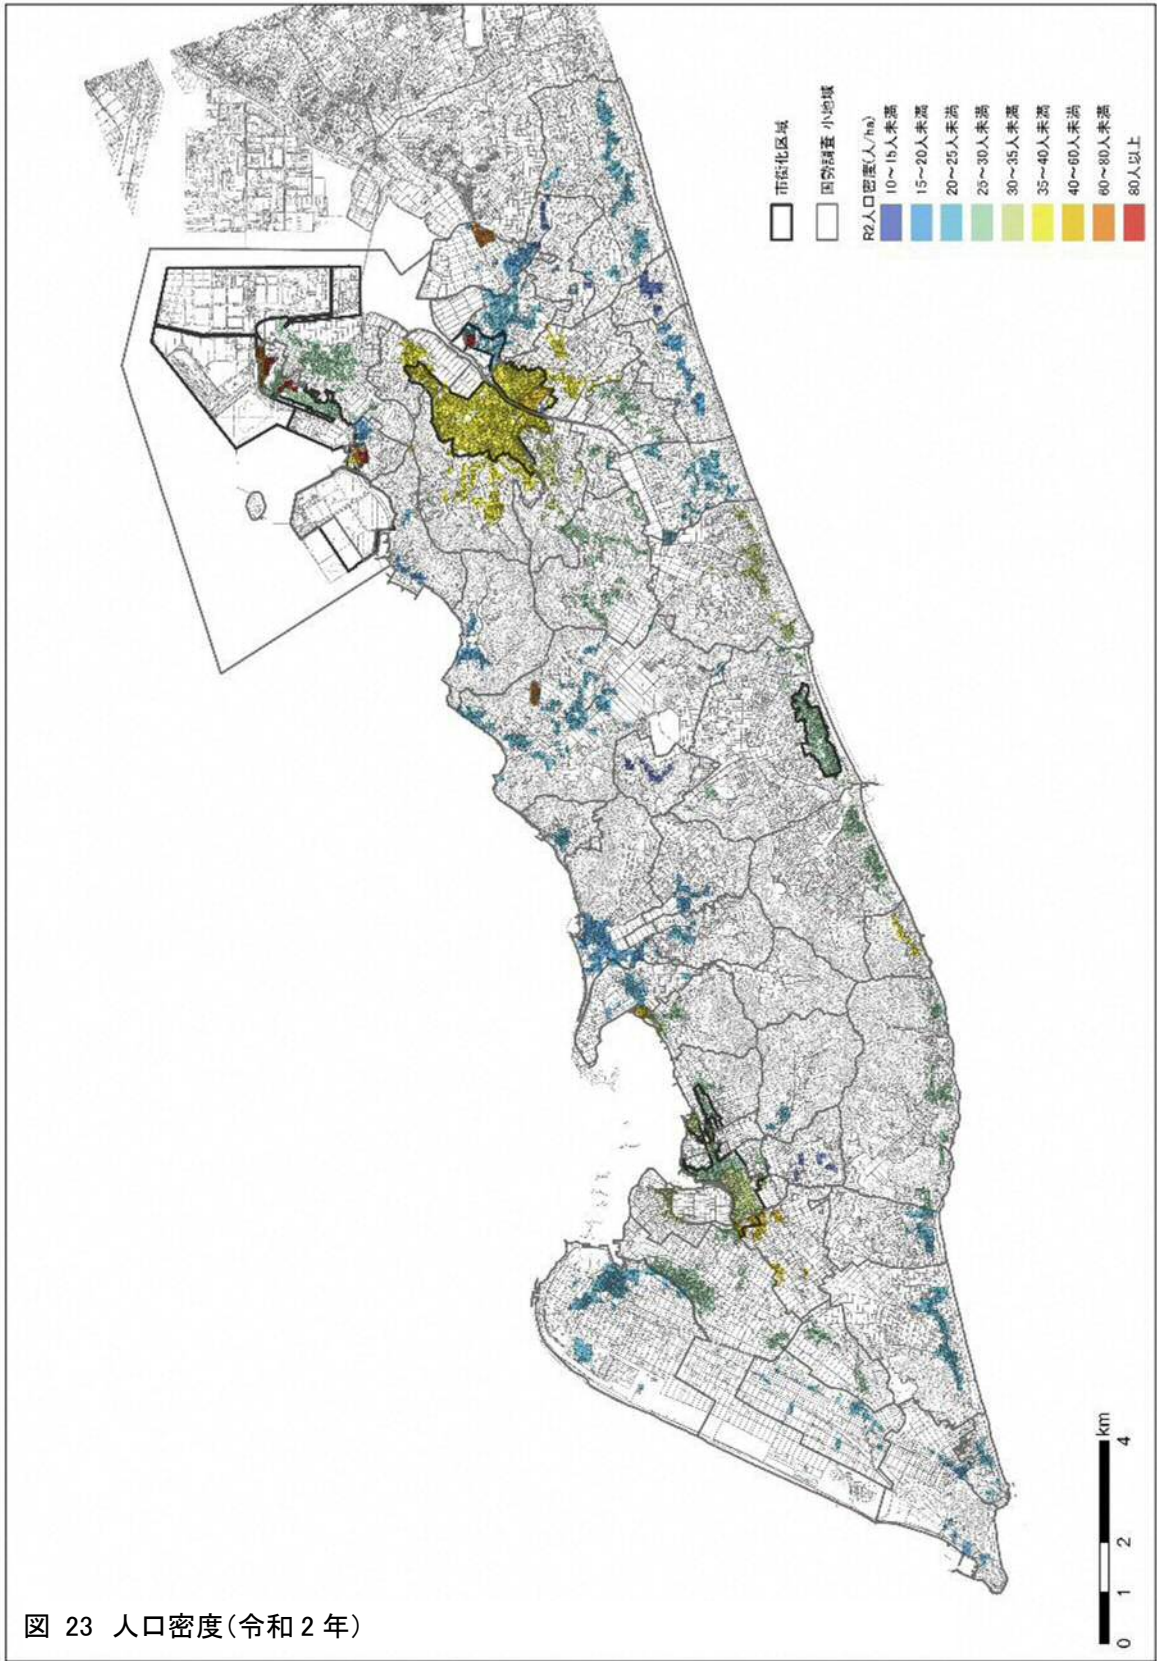 市街化区域
国勢調査 小地域
R2人口密度(人/ha)
10~15人未満
15~20人未満
20~25人未満
25~30人未満
30~35人未満
35~40人未満
40~60人未満
60~80人未満
80人以上
km
0 1 2 4
図 23 人口密度(令和2年)